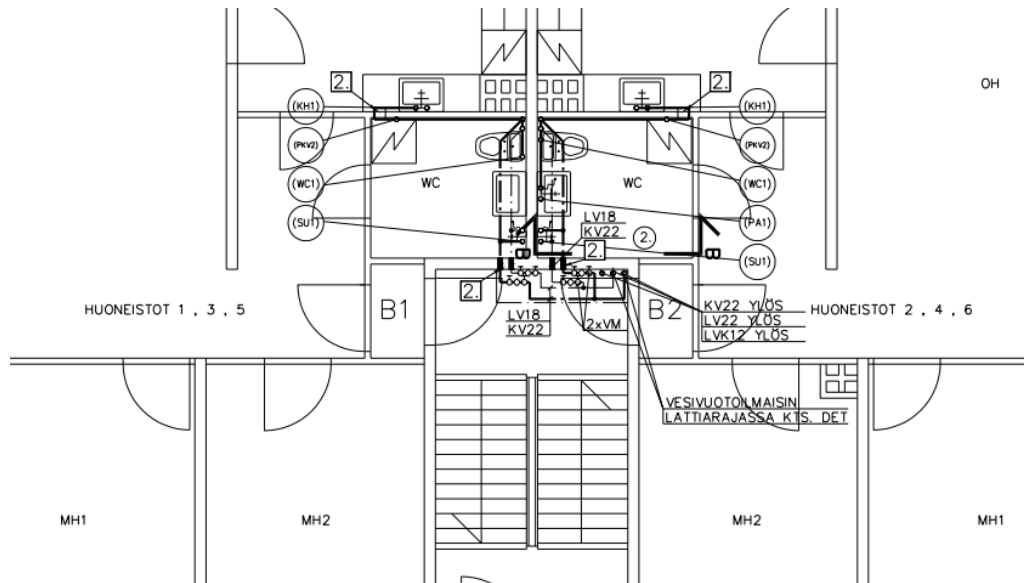 2.
2.
(KH1)
(KH1)
OH
(PKV2)
(PKV2)
(WC1)
WC
WC
(WC1)
(SU1)
LV18
KV22
2.
(PA1)
2.
B
B
(SU1)
2.
HUONEISTOT 1 , 3 , 5
B1
B2
KV22 YLÖS
LV22 YLÖS
LVK12 YLÖS
HUONEISTOT 2 , 4 , 6
LV18
KV22
2xVM
VESIVUOTOILMAISIN
LATTIARAJASSA KTS. DET
MH1
MH2
MH2
MH1